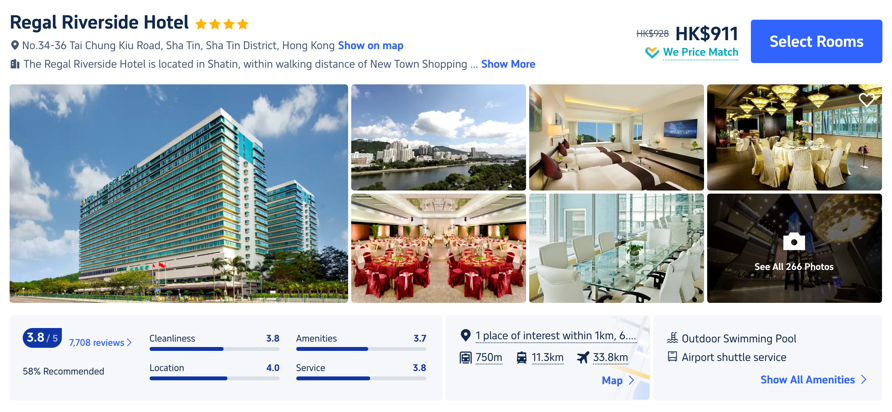 Regal Riverside Hotel
No.34-36 Tai Chung Kiu Road, Sha Tin, Sha Tin District, Hong Kong Show on map
The Regal Riverside Hotel is located in Shatin, within walking distance of New Town Shopping ... Show More
HK$928 HK$911
We Price Match
Select Rooms
See All 266 Photos
3.8 / 5
7,708 reviews
58% Recommended
Cleanliness 3.8
Amenities 3.7
Location 4.0
Service 3.8
1 place of interest within 1km, 6....
750m 11.3km 33.8km
Map
Outdoor Swimming Pool
Airport shuttle service
Show All Amenities